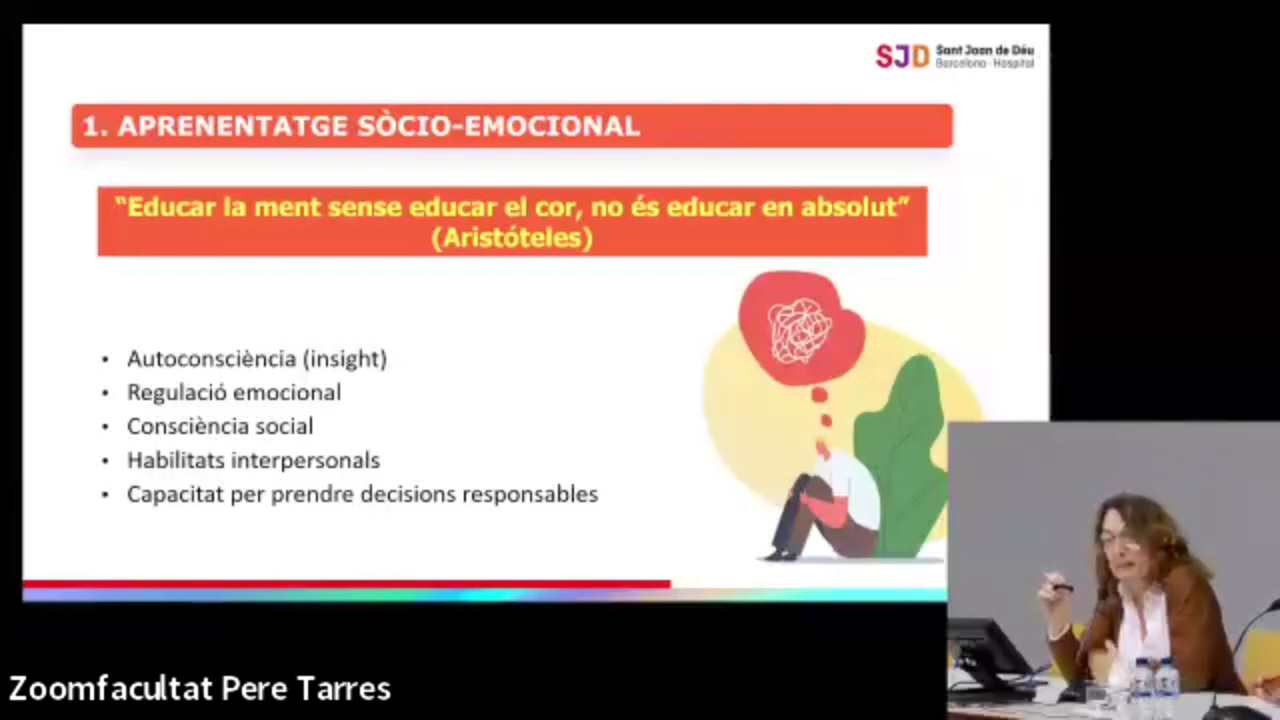 SJD Sant Joan de Déu
Barcelona · Hospital
1. APRENENTATGE SÒCIO-EMOCIONAL
“Educar la ment sense educar el cor, no és educar en absolut”
(Aristóteles)
• Autoconsciència (insight)
• Regulació emocional
• Consciència social
• Habilitats interpersonals
• Capacitat per prendre decisions responsables
Zoomfacultat Pere Tarres